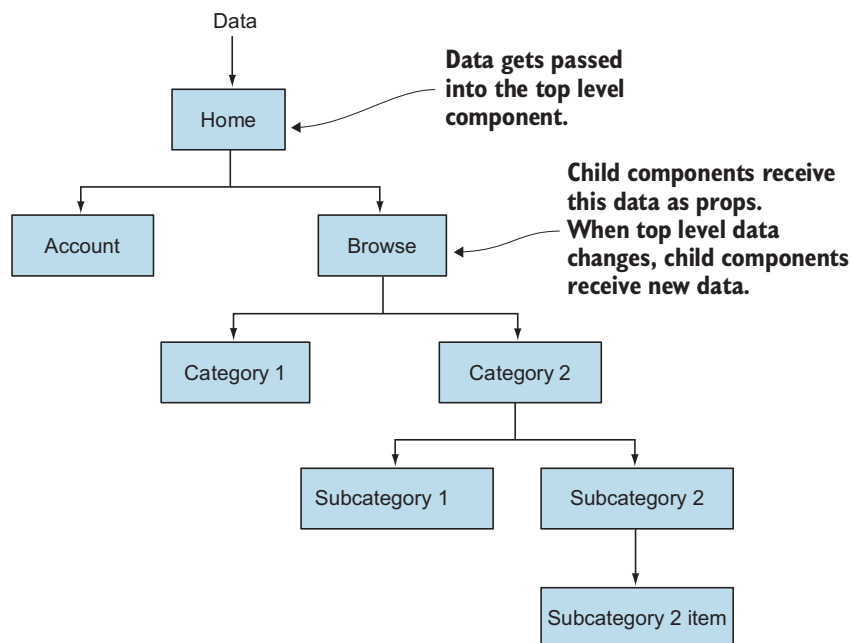 Data
Data gets passed
into the top level
component.
Home
Child components receive
this data as props.
When top level data
changes, child components
receive new data.
Account
Browse
Category 1
Category 2
Subcategory 1
Subcategory 2
Subcategory 2 item